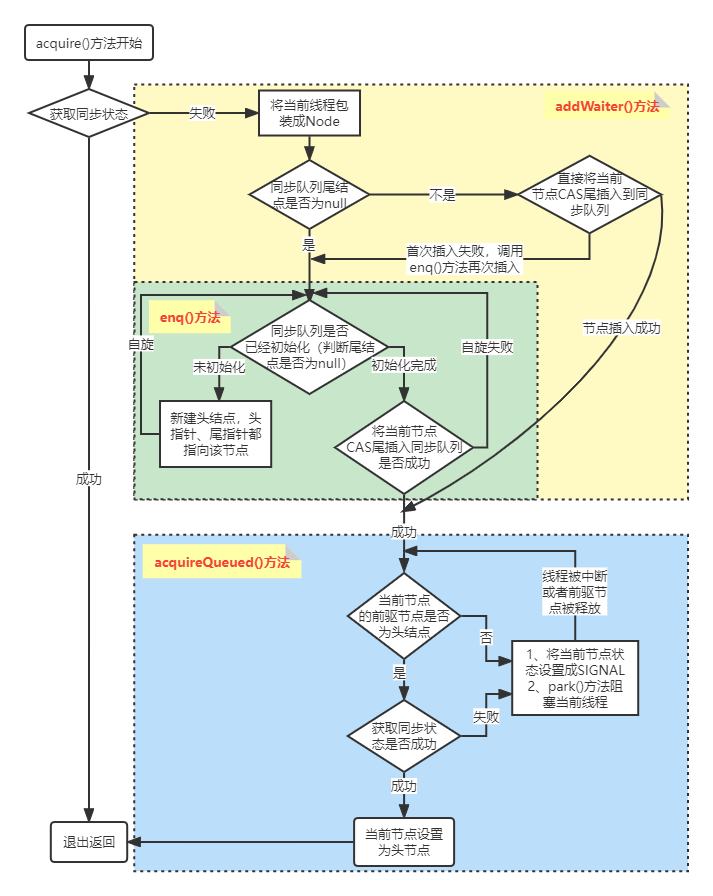 acquire()方法开始
获取同步状态
失败
将当前线程包
装成Node
addWaiter()方法
同步队列尾结
点是否为null
不是
直接将当前
节点CAS尾插入到同
步队列
是
首次插入失败，调用
enq()方法再次插入
enq()方法
自旋
同步队列是否
已经初始化（判断尾结
点是否为null）
自旋失败
节点插入成功
未初始化
初始化完成
新建头结点，头
指针、尾指针都
指向该节点
将当前节点
CAS尾插入同步队列
是否成功
成功
成功
acquireQueued()方法
线程被中断
或者前驱节
点被释放
当前节点
的前驱节点是否
为头结点
否
1、将当前节点状
态设置成SIGNAL
2、park()方法阻
塞当前线程
是
失败
获取同步状
态是否成功
成功
当前节点设置
为头节点
退出返回